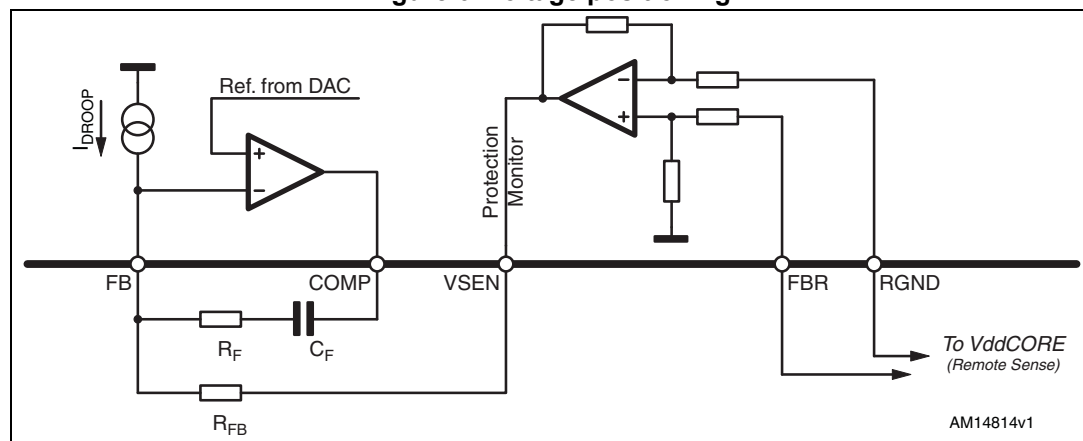 Ref. from DAC
IDROOP
+
−
−
+
Protection
Monitor
FB
COMP
VSEN
FBR
RGND
RF
CF
RFB
To VddCORE
(Remote Sense)
AM14814v1